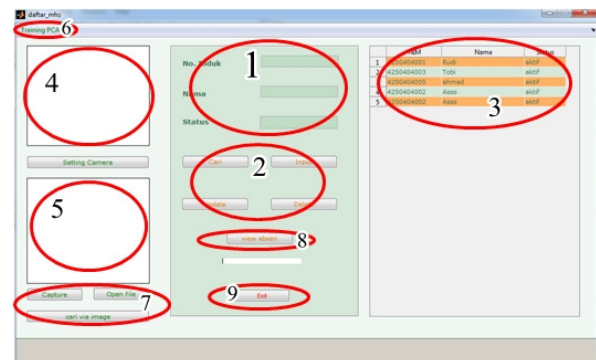 daftar_mhs
Training PCA 6
4
Setting Camera
5
Capture Open File 7
cari via image
No. Induk 1
Nama
Status
Cari 2 Input
Update Delete
view absen 8
9 Exit
NIM Nama Status
1 4250404001 Rudi aktif
2 4250404003 Tobi aktif
3 4250404005 ahmad aktif
4 4250404002 Asss aktif
5 4250404002 Asss aktif
3